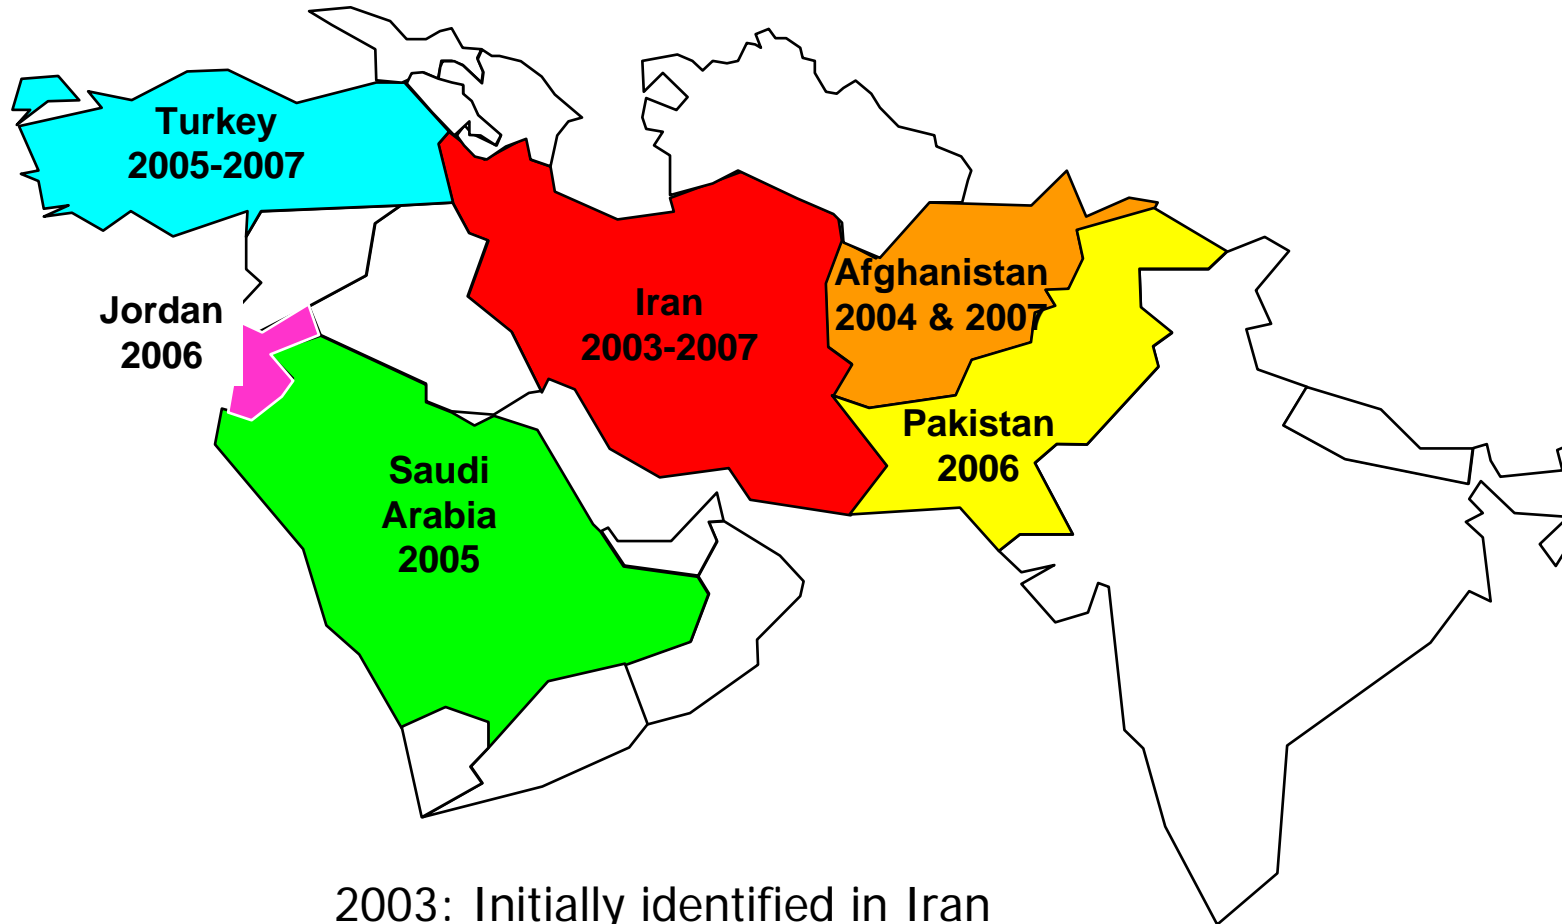 Turkey
2005-2007
Jordan
2006
Iran
2003-2007
Afghanistan
2004 & 2007
Pakistan
2006
Saudi
Arabia
2005
2003: Initially identified in Iran